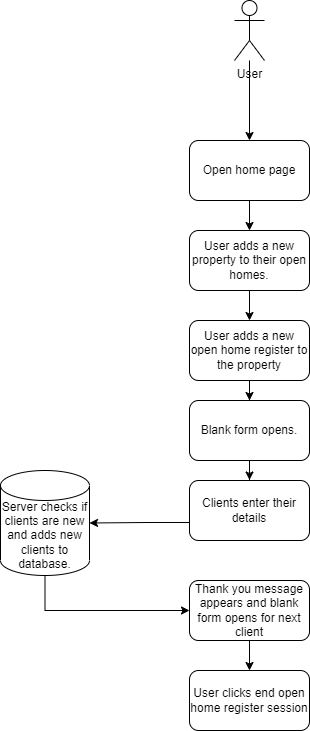 User
Open home page
User adds a new
property to their open
homes.
User adds a new
open home register to
the property
Blank form opens.
Clients enter their
details
Server checks if
clients are new
and adds new
clients to
database.
Thank you message
appears and blank
form opens for next
client
User clicks end open
home register session